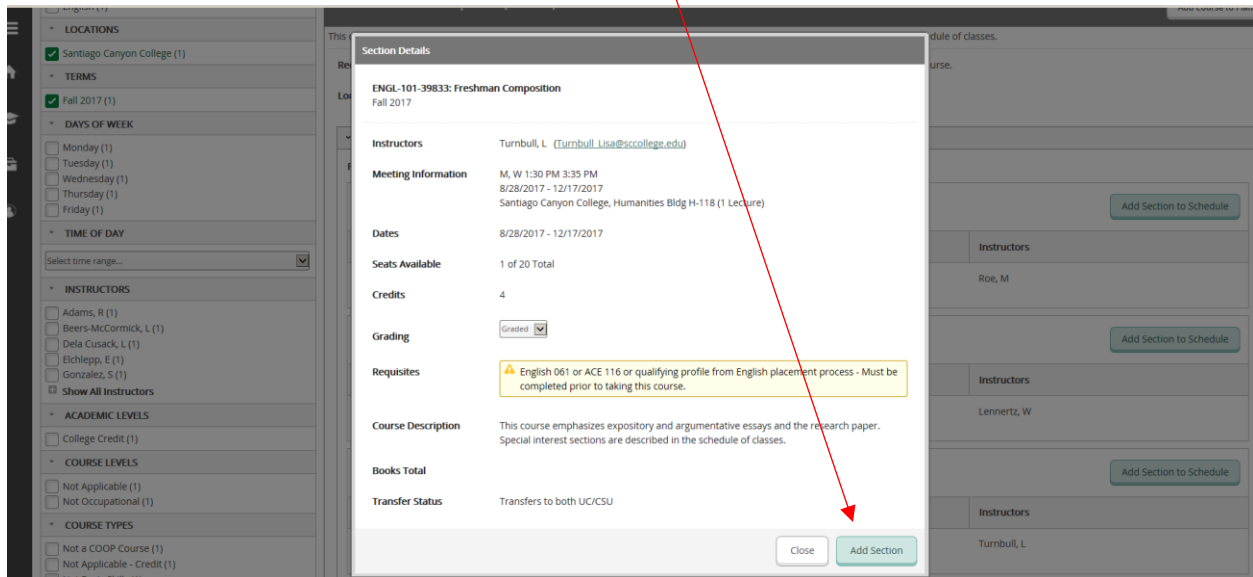 English (1)
LOCATIONS
Santiago Canyon College (1)
TERMS
Fall 2017 (1)
DAYS OF WEEK
Monday (1)
Tuesday (1)
Wednesday (1)
Thursday (1)
Friday (1)
TIME OF DAY
Select time range...
INSTRUCTORS
Adams, R (1)
Beers-McCormick, L (1)
Dela Cusack, L (1)
Elchlepp, E (1)
Gonzalez, S (1)
Show All Instructors
ACADEMIC LEVELS
College Credit (1)
COURSE LEVELS
Not Applicable (1)
Not Occupational (1)
COURSE TYPES
Not a COOP Course (1)
Not Applicable - Credit (1)
This
dule of classes.
urse.
Section Details
ENGL-101-39833: Freshman Composition
Fall 2017
Instructors Turnbull, L (Turnbull_Lisa@sccollege.edu)
Meeting Information M, W 1:30 PM 3:35 PM
8/28/2017 - 12/17/2017
Santiago Canyon College, Humanities Bldg H-118 (1 Lecture)
Dates 8/28/2017 - 12/17/2017
Seats Available 1 of 20 Total
Credits 4
Grading Graded
Requisites English 061 or ACE 116 or qualifying profile from English placement process - Must be
completed prior to taking this course.
Course Description This course emphasizes expository and argumentative essays and the research paper.
Special interest sections are described in the schedule of classes.
Books Total
Transfer Status Transfers to both UC/CSU
Close Add Section
Add Section to Schedule
Instructors
Roe, M
Add Section to Schedule
Instructors
Lennertz, W
Add Section to Schedule
Instructors
Turnbull, L